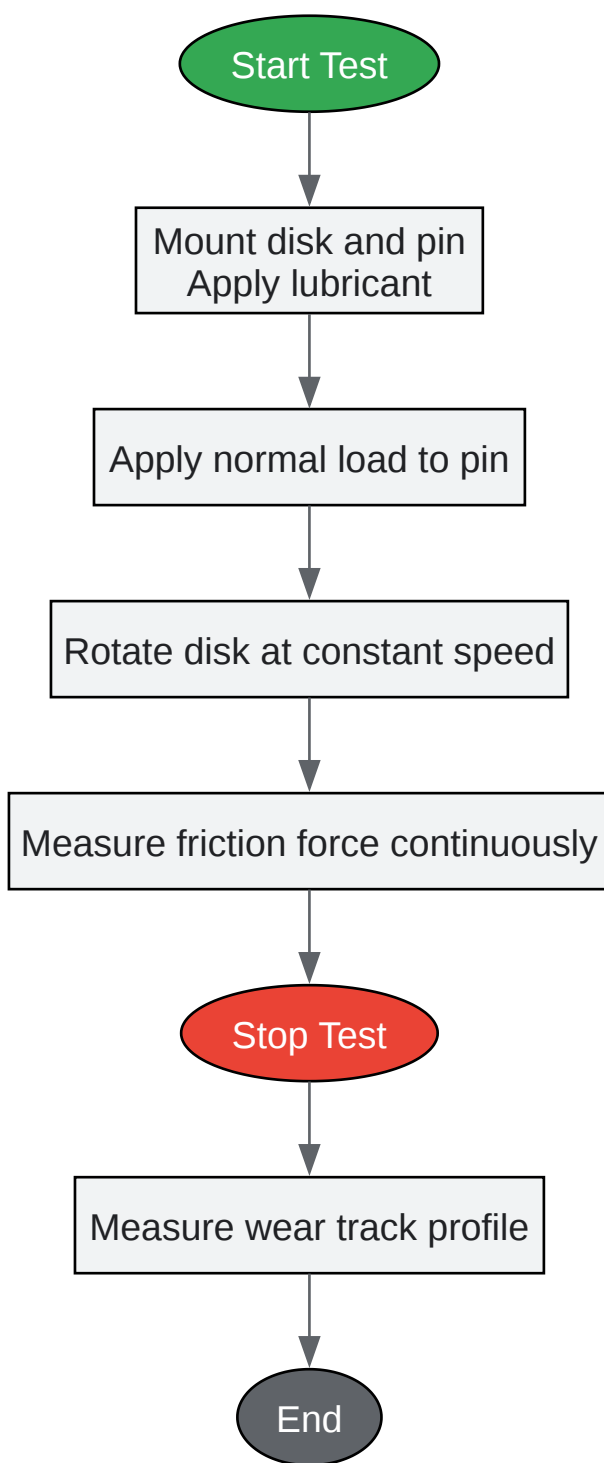 Start Test
Mount disk and pin
Apply lubricant
Apply normal load to pin
Rotate disk at constant speed
Measure friction force continuously
Stop Test
Measure wear track profile
End